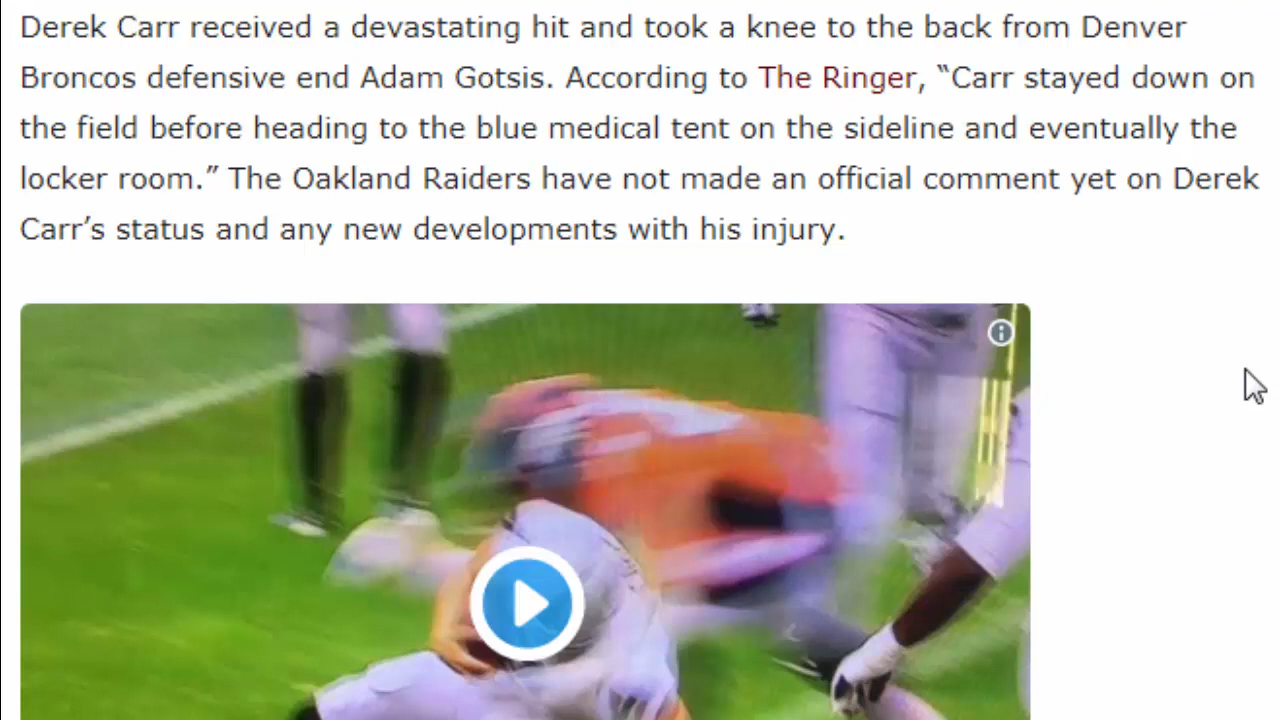 Derek Carr received a devastating hit and took a knee to the back from Denver
Broncos defensive end Adam Gotsis. According to The Ringer, “Carr stayed down on
the field before heading to the blue medical tent on the sideline and eventually the
locker room.” The Oakland Raiders have not made an official comment yet on Derek
Carr’s status and any new developments with his injury.